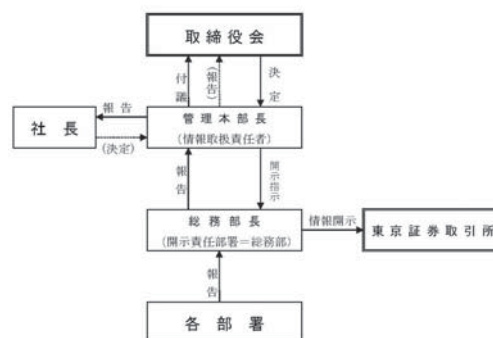 取締役会
付議
(報告)
決定
報告
社長
(決定)
管理本部長
(情報取扱責任者)
報告
開示指示
総務部長
(開示責任部署=総務部)
情報開示
東京証券取引所
報告
各部署